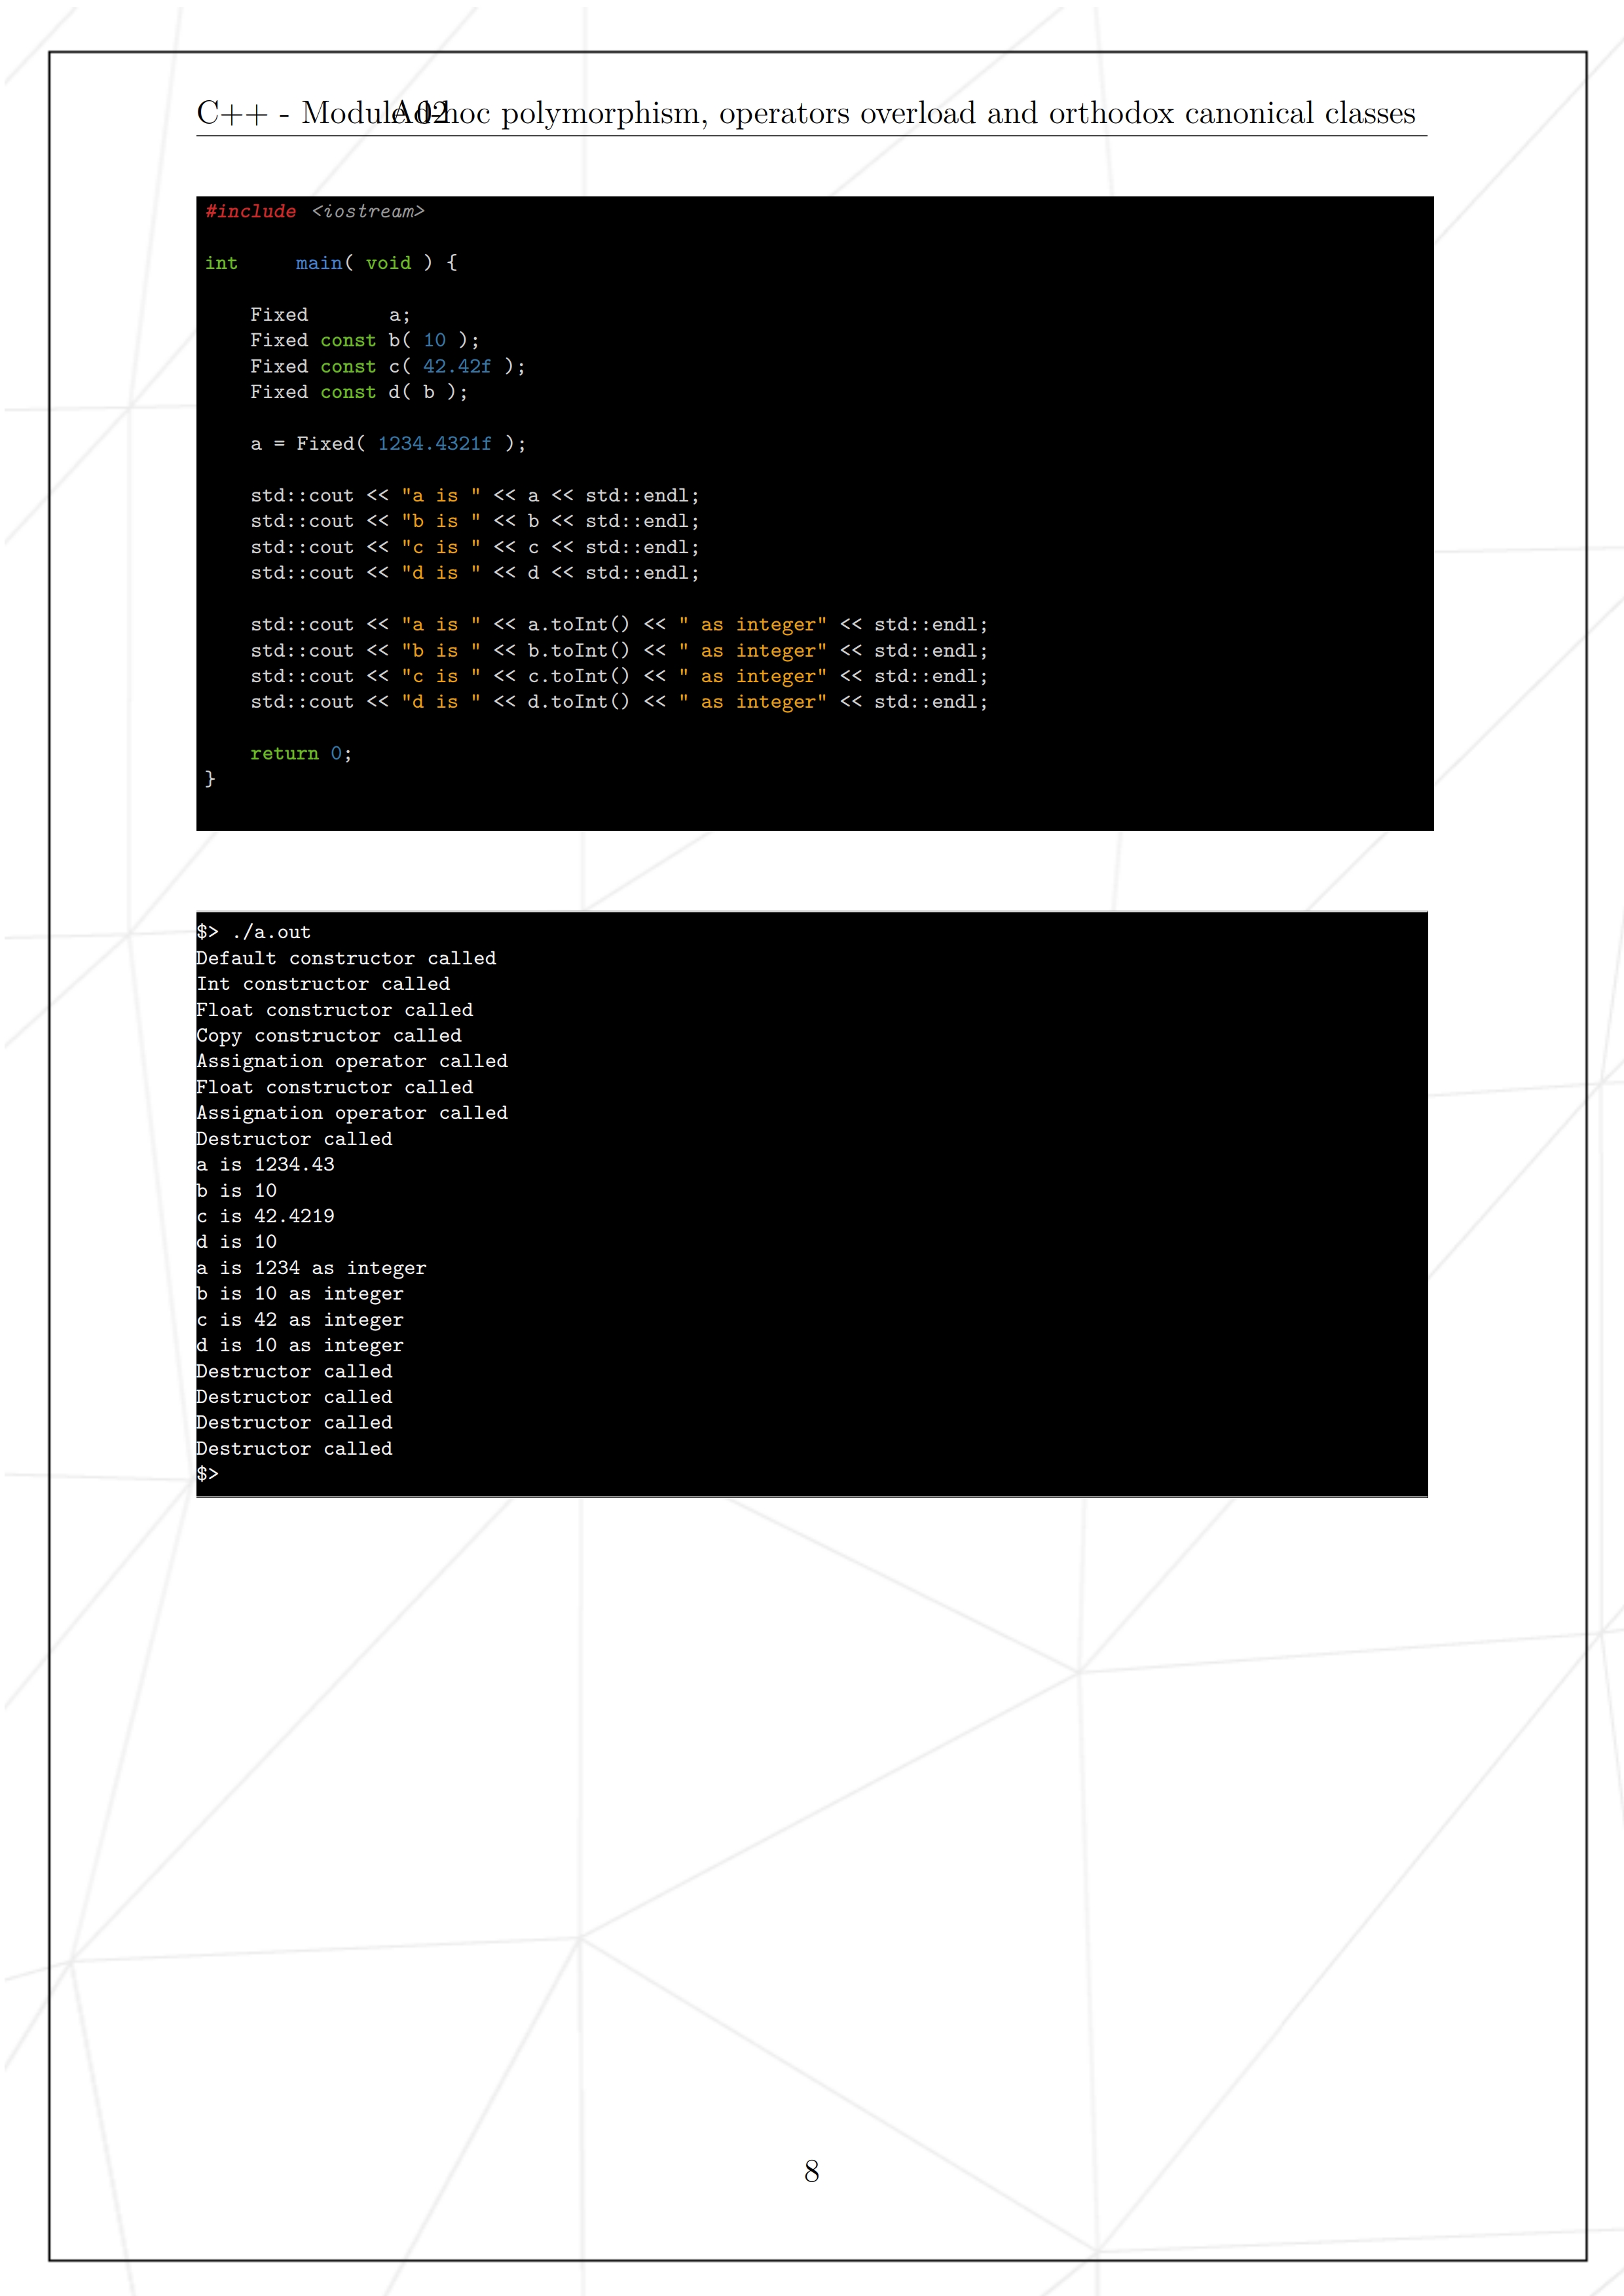 C++ - Module 02 Ad-hoc polymorphism, operators overload and orthodox canonical classes
#include <iostream>
int main( void ) {
Fixed a;
Fixed const b( 10 );
Fixed const c( 42.42f );
Fixed const d( b );
a = Fixed( 1234.4321f );
std::cout << "a is " << a << std::endl;
std::cout << "b is " << b << std::endl;
std::cout << "c is " << c << std::endl;
std::cout << "d is " << d << std::endl;
std::cout << "a is " << a.toInt() << " as integer" << std::endl;
std::cout << "b is " << b.toInt() << " as integer" << std::endl;
std::cout << "c is " << c.toInt() << " as integer" << std::endl;
std::cout << "d is " << d.toInt() << " as integer" << std::endl;
return 0;
}
$> ./a.out
Default constructor called
Int constructor called
Float constructor called
Copy constructor called
Assignation operator called
Float constructor called
Assignation operator called
Destructor called
a is 1234.43
b is 10
c is 42.4219
d is 10
a is 1234 as integer
b is 10 as integer
c is 42 as integer
d is 10 as integer
Destructor called
Destructor called
Destructor called
Destructor called
$>
8